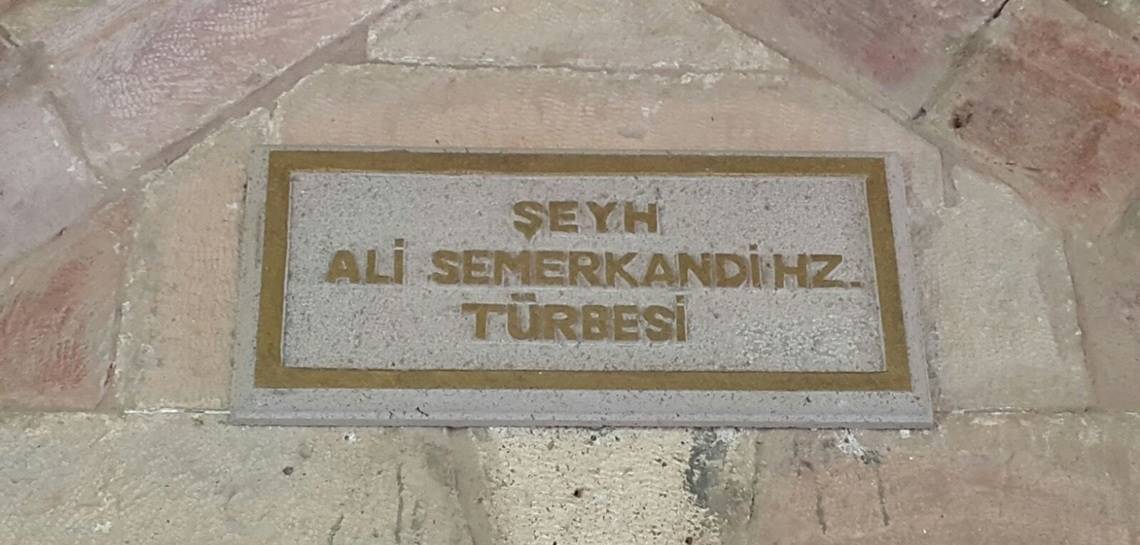 ŞEYH
ALİ SEMERKANDİ HZ.
TÜRBESİ